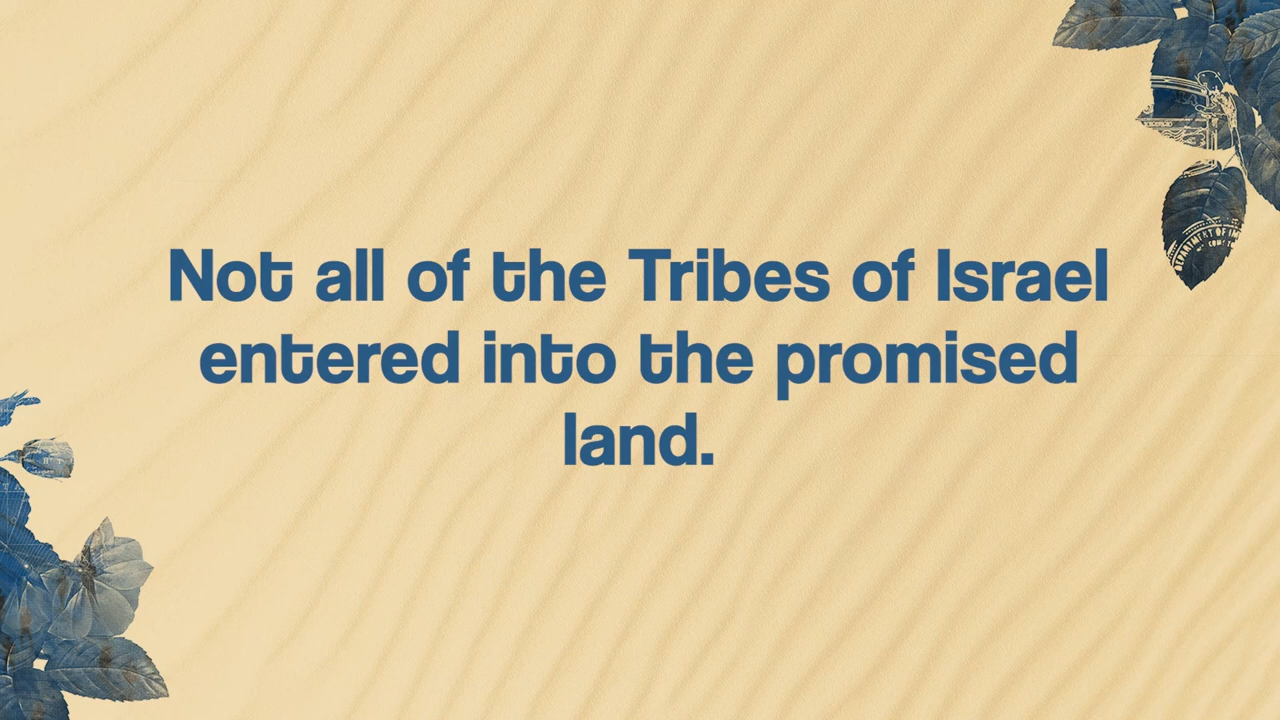 Not all of the Tribes of Israel
entered into the promised
land.